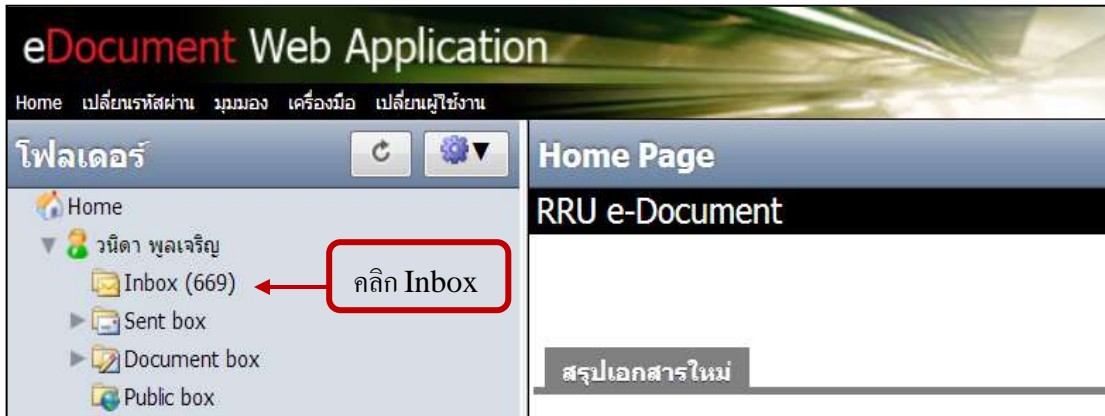 eDocument Web Application
Home เปลี่ยนรหัสผ่าน มุมมอง เครื่องมือ เปลี่ยนผู้ใช้งาน
โฟลเดอร์
Home
วนิดา พูลเจริญ
Inbox (669)
คลิก Inbox
Sent box
Document box
Public box
Home Page
RRU e-Document
สรุปเอกสารใหม่